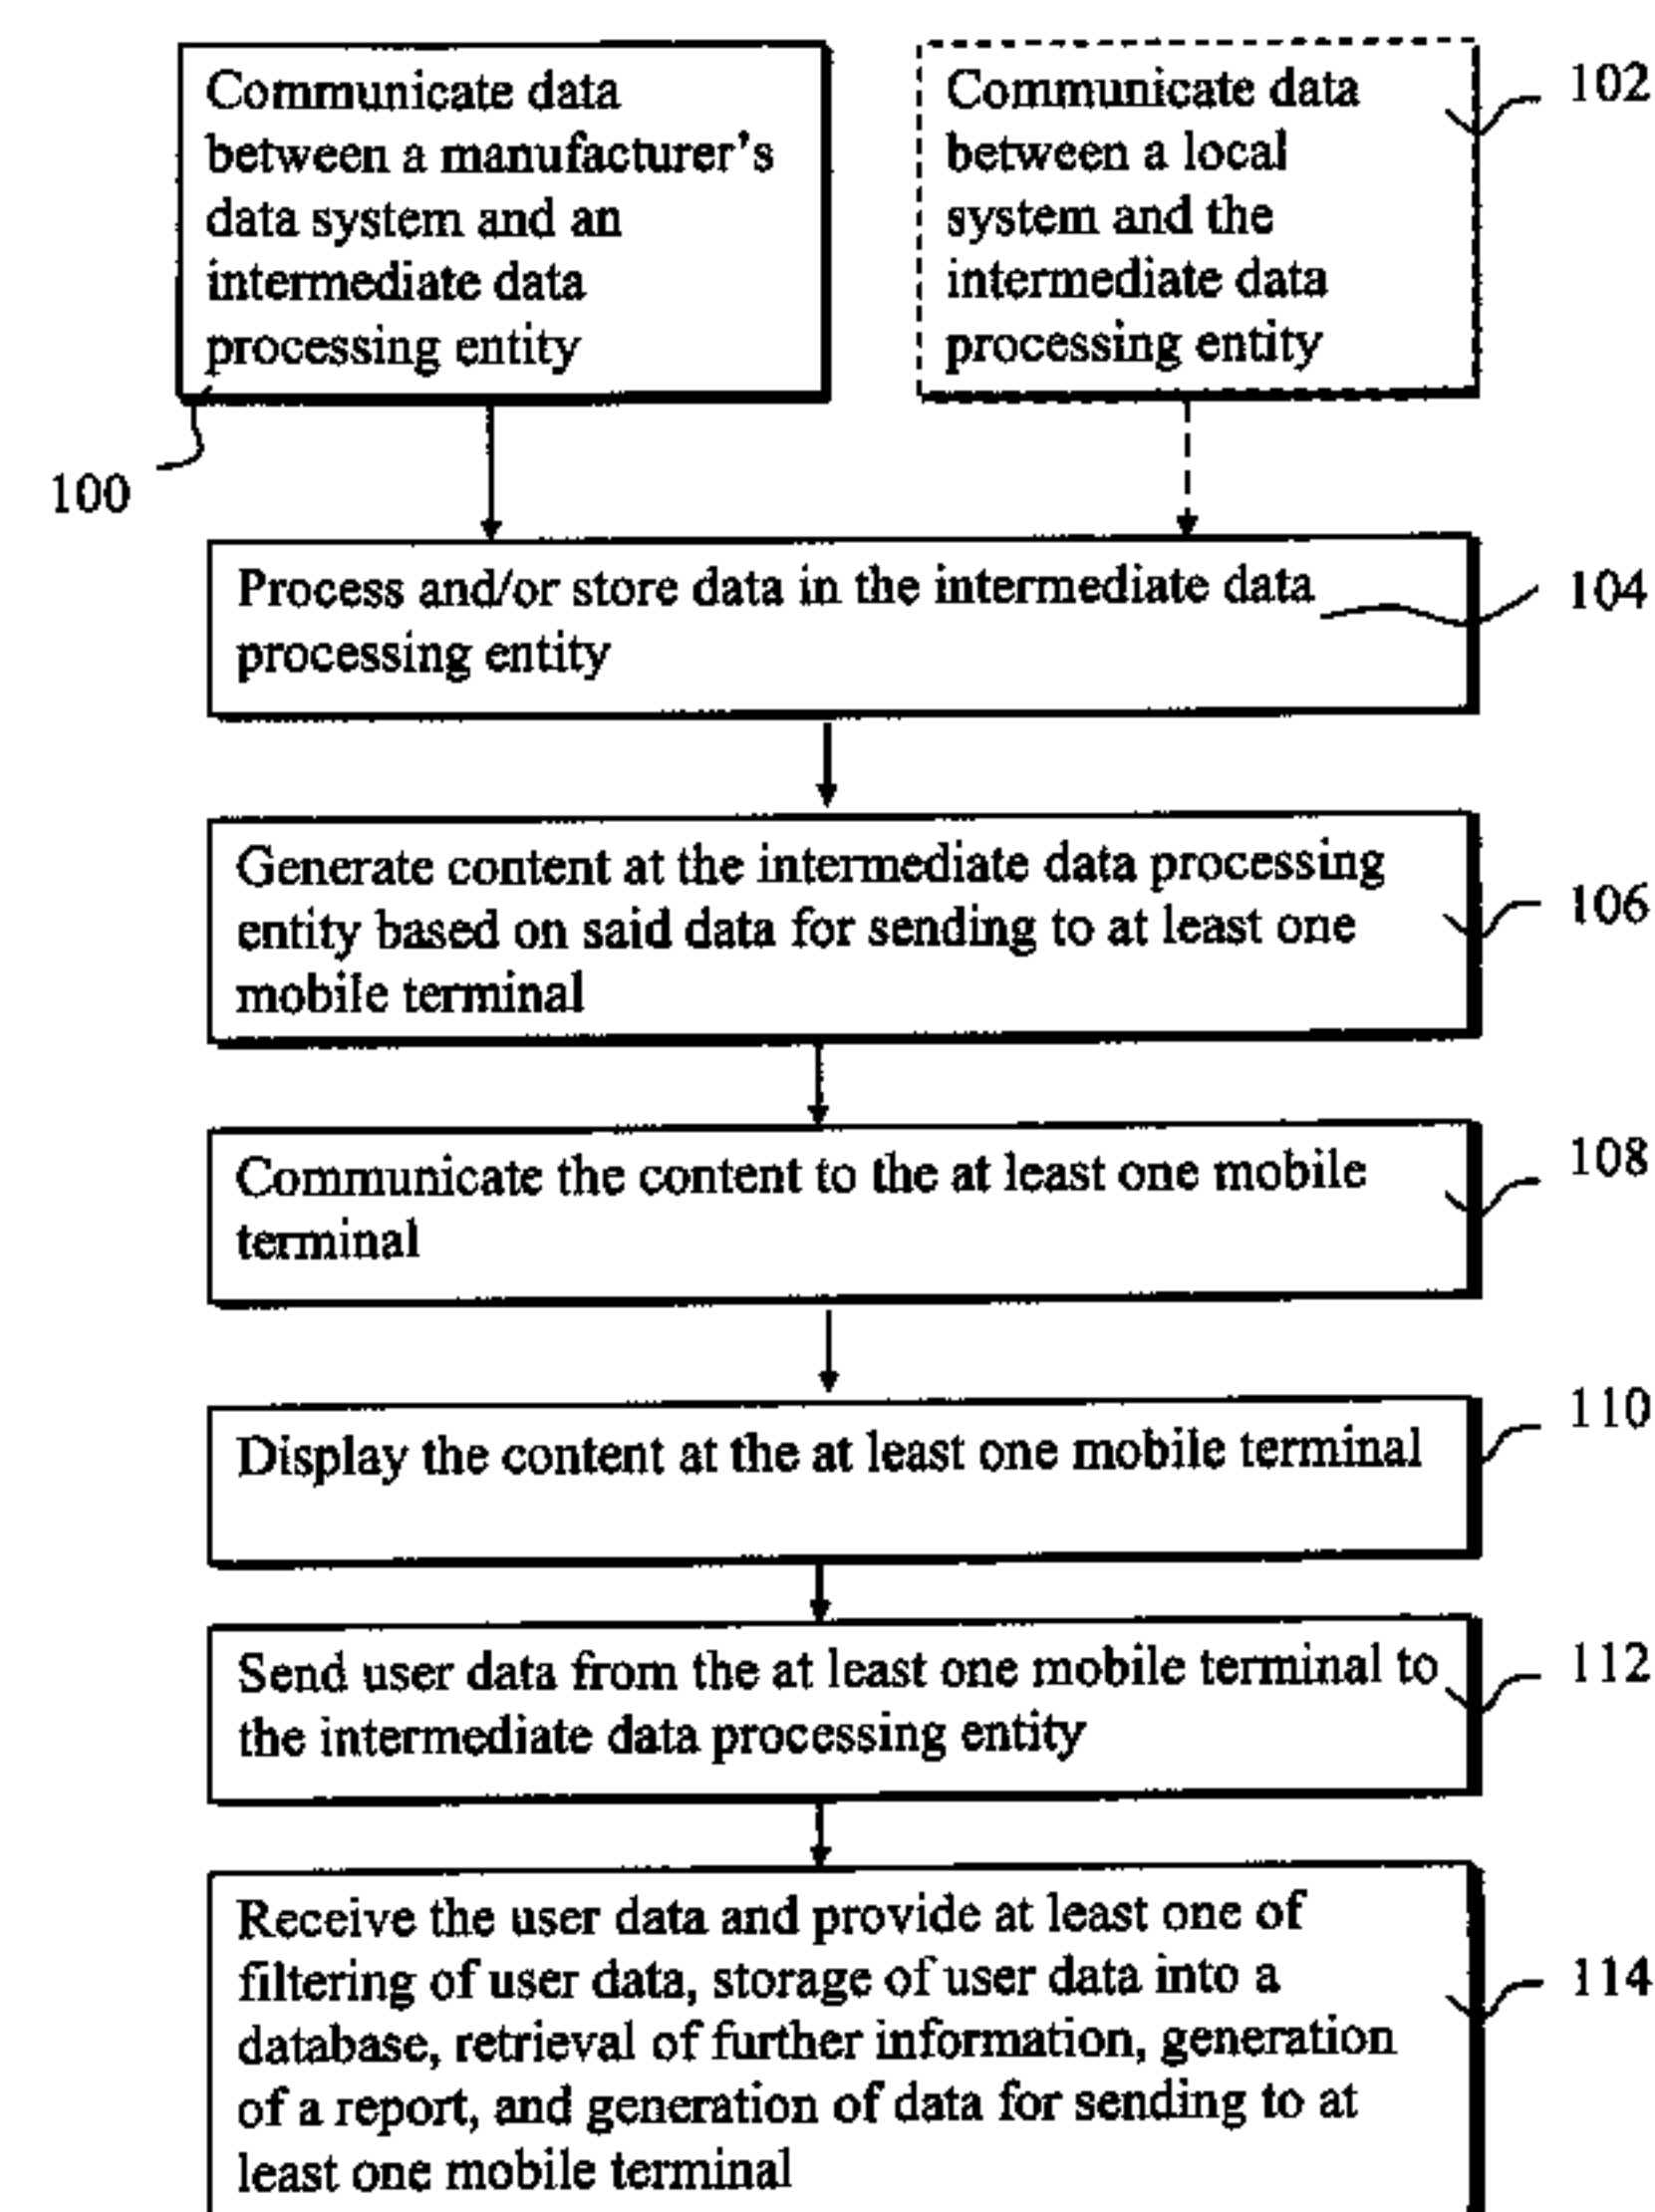 Communicate data
between a manufacturer's
data system and an
intermediate data
processing entity
100
Communicate data
between a local
system and the
intermediate data
processing entity
102
Process and/or store data in the intermediate data
processing entity
104
Generate content at the intermediate data processing
entity based on said data for sending to at least one
mobile terminal
106
Communicate the content to the at least one mobile
terminal
108
Display the content at the at least one mobile terminal
110
Send user data from the at least one mobile terminal to
the intermediate data processing entity
112
Receive the user data and provide at least one of
filtering of user data, storage of user data into a
database, retrieval of further information, generation
of a report, and generation of data for sending to at
least one mobile terminal
114